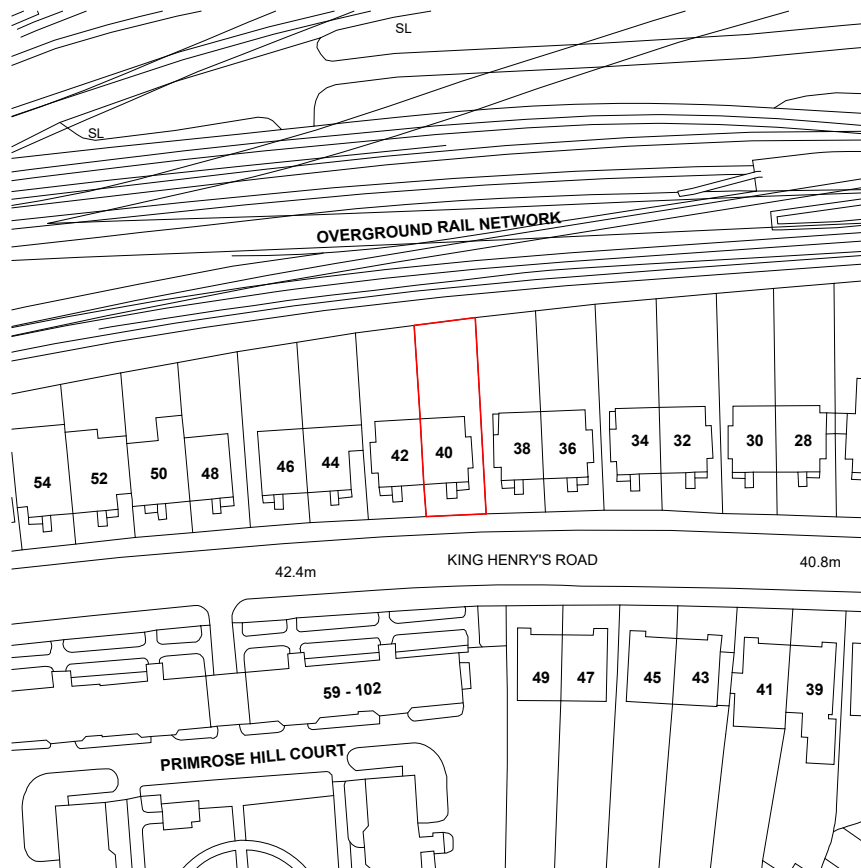 SL
SL
OVERGROUND RAIL NETWORK
54
52
50
48
46
44
42
40
38
36
34
32
30
28
KING HENRY'S ROAD
42.4m
40.8m
49
47
45
43
41
39
59 - 102
PRIMROSE HILL COURT